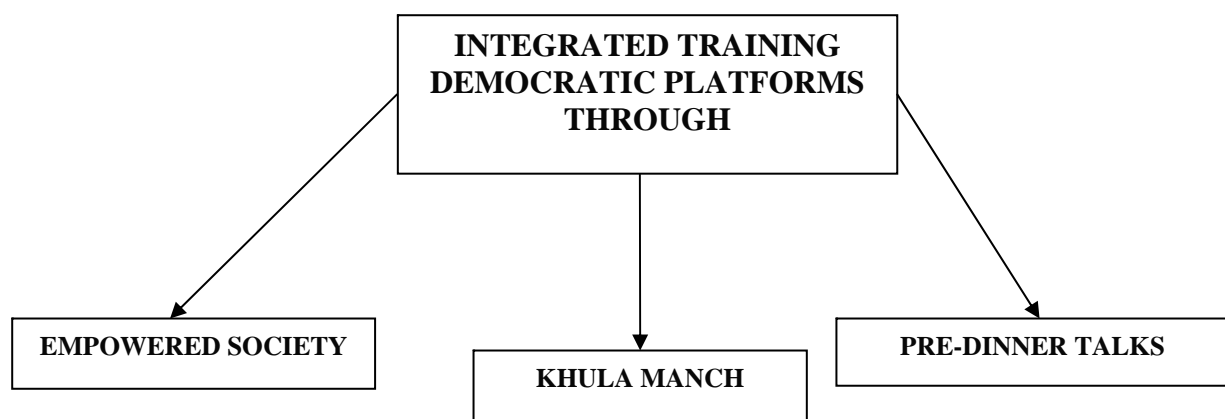 INTEGRATED TRAINING
DEMOCRATIC PLATFORMS
THROUGH
EMPOWERED SOCIETY
KHULA MANCH
PRE-DINNER TALKS